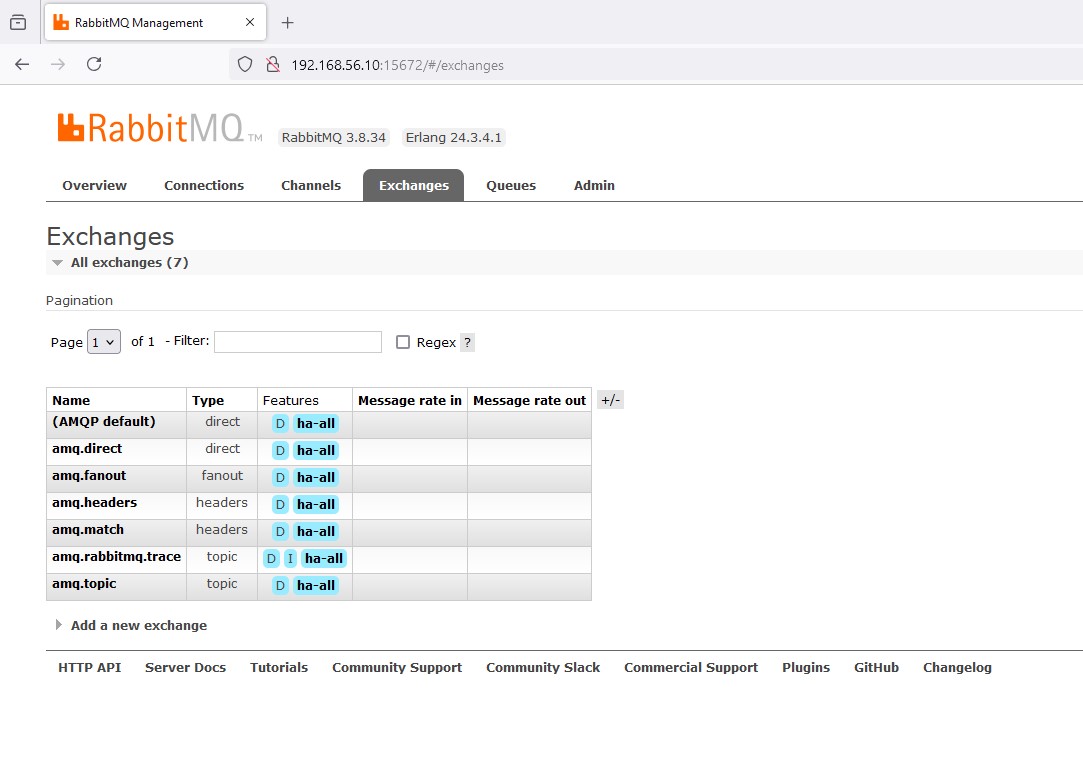 RabbitMQ Management
192.168.56.10:15672/#/exchanges
RabbitMQ TM RabbitMQ 3.8.34 Erlang 24.3.4.1
Overview Connections Channels Exchanges Queues Admin
Exchanges
All exchanges (7)
Pagination
Page 1 of 1 - Filter: Regex ?
Name Type Features Message rate in Message rate out +/-
(AMQP default) direct D ha-all
amq.direct direct D ha-all
amq.fanout fanout D ha-all
amq.headers headers D ha-all
amq.match headers D ha-all
amq.rabbitmq.trace topic D I ha-all
amq.topic topic D ha-all
Add a new exchange
HTTP API Server Docs Tutorials Community Support Community Slack Commercial Support Plugins GitHub Changelog